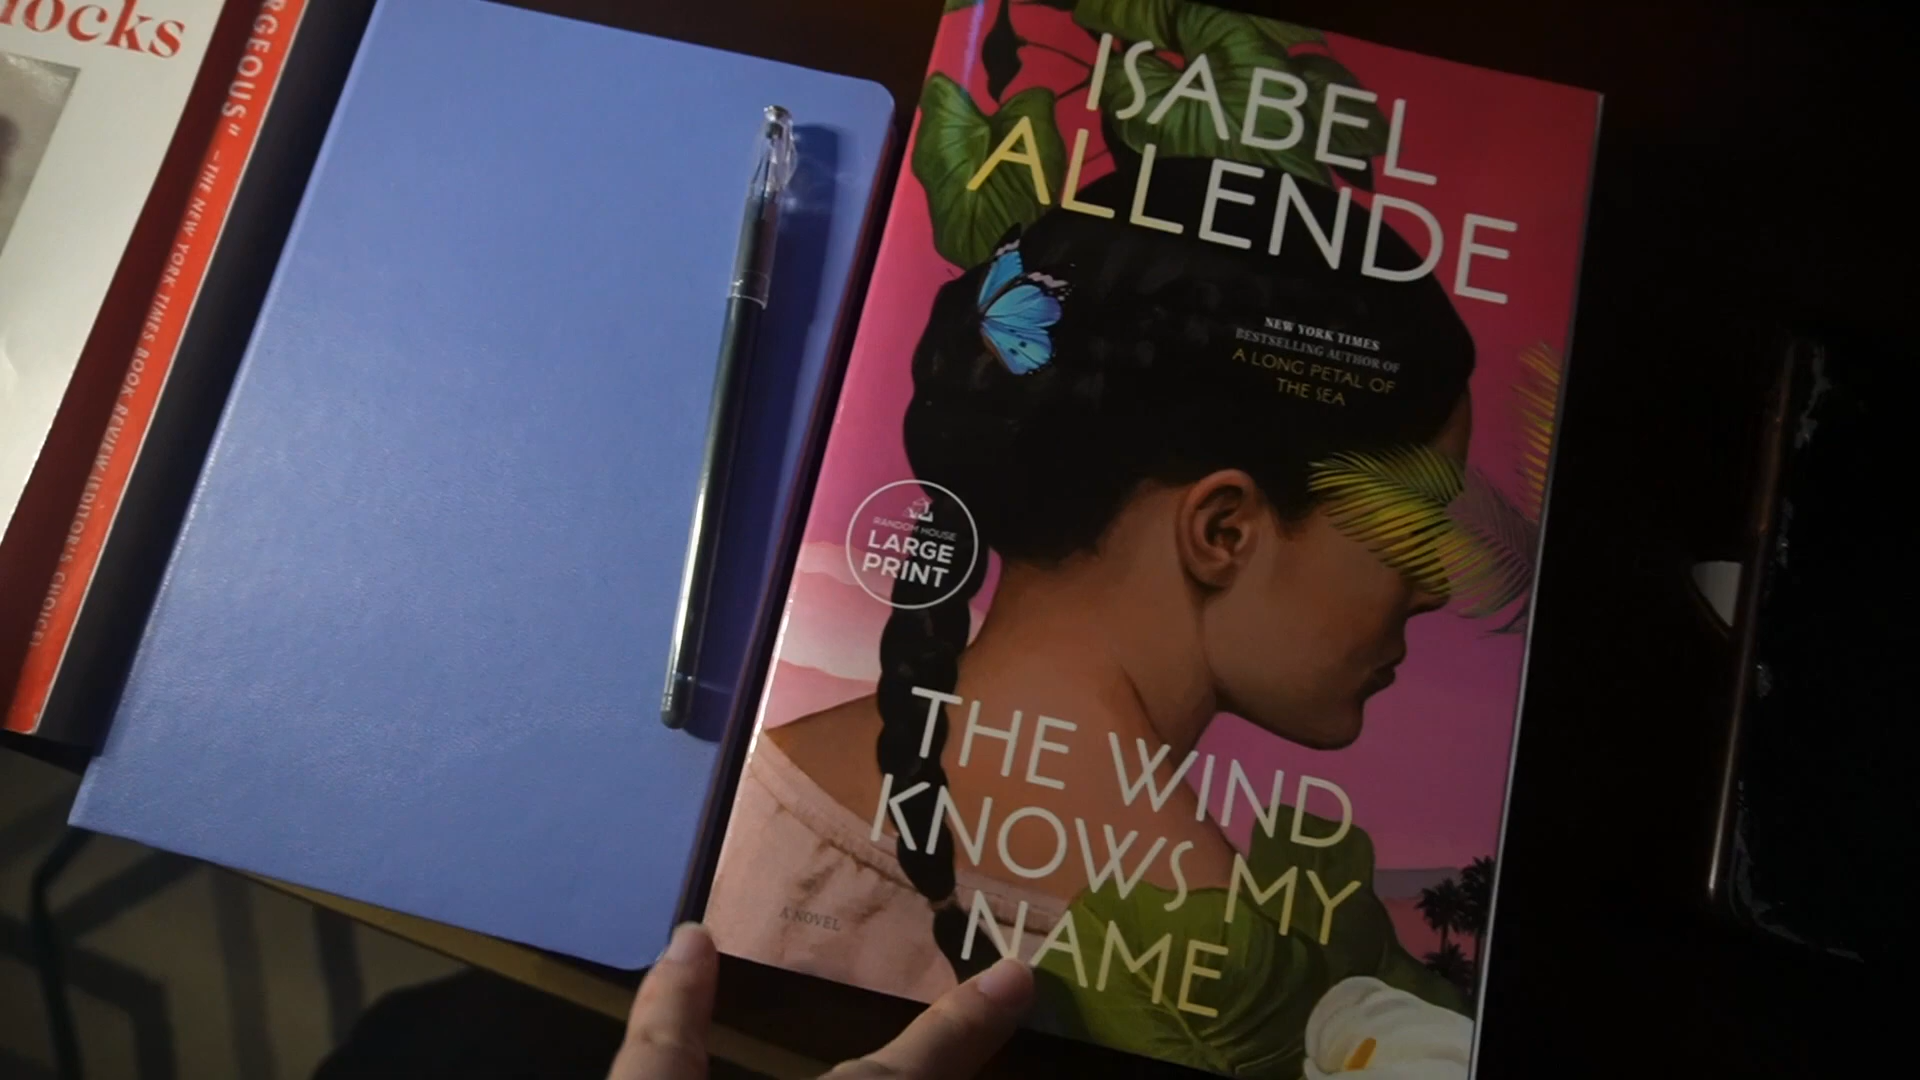 ocks
RGEOUS" —THE NEW YORK TIMES BOOK REVIEW (EDITOR'S CHOICE)
ISABEL
ALLENDE
NEW YORK TIMES
BESTSELLING AUTHOR OF
A LONG PETAL OF
THE SEA
RANDOM HOUSE
LARGE
PRINT
THE WIND
KNOWS MY
NAME
A NOVEL